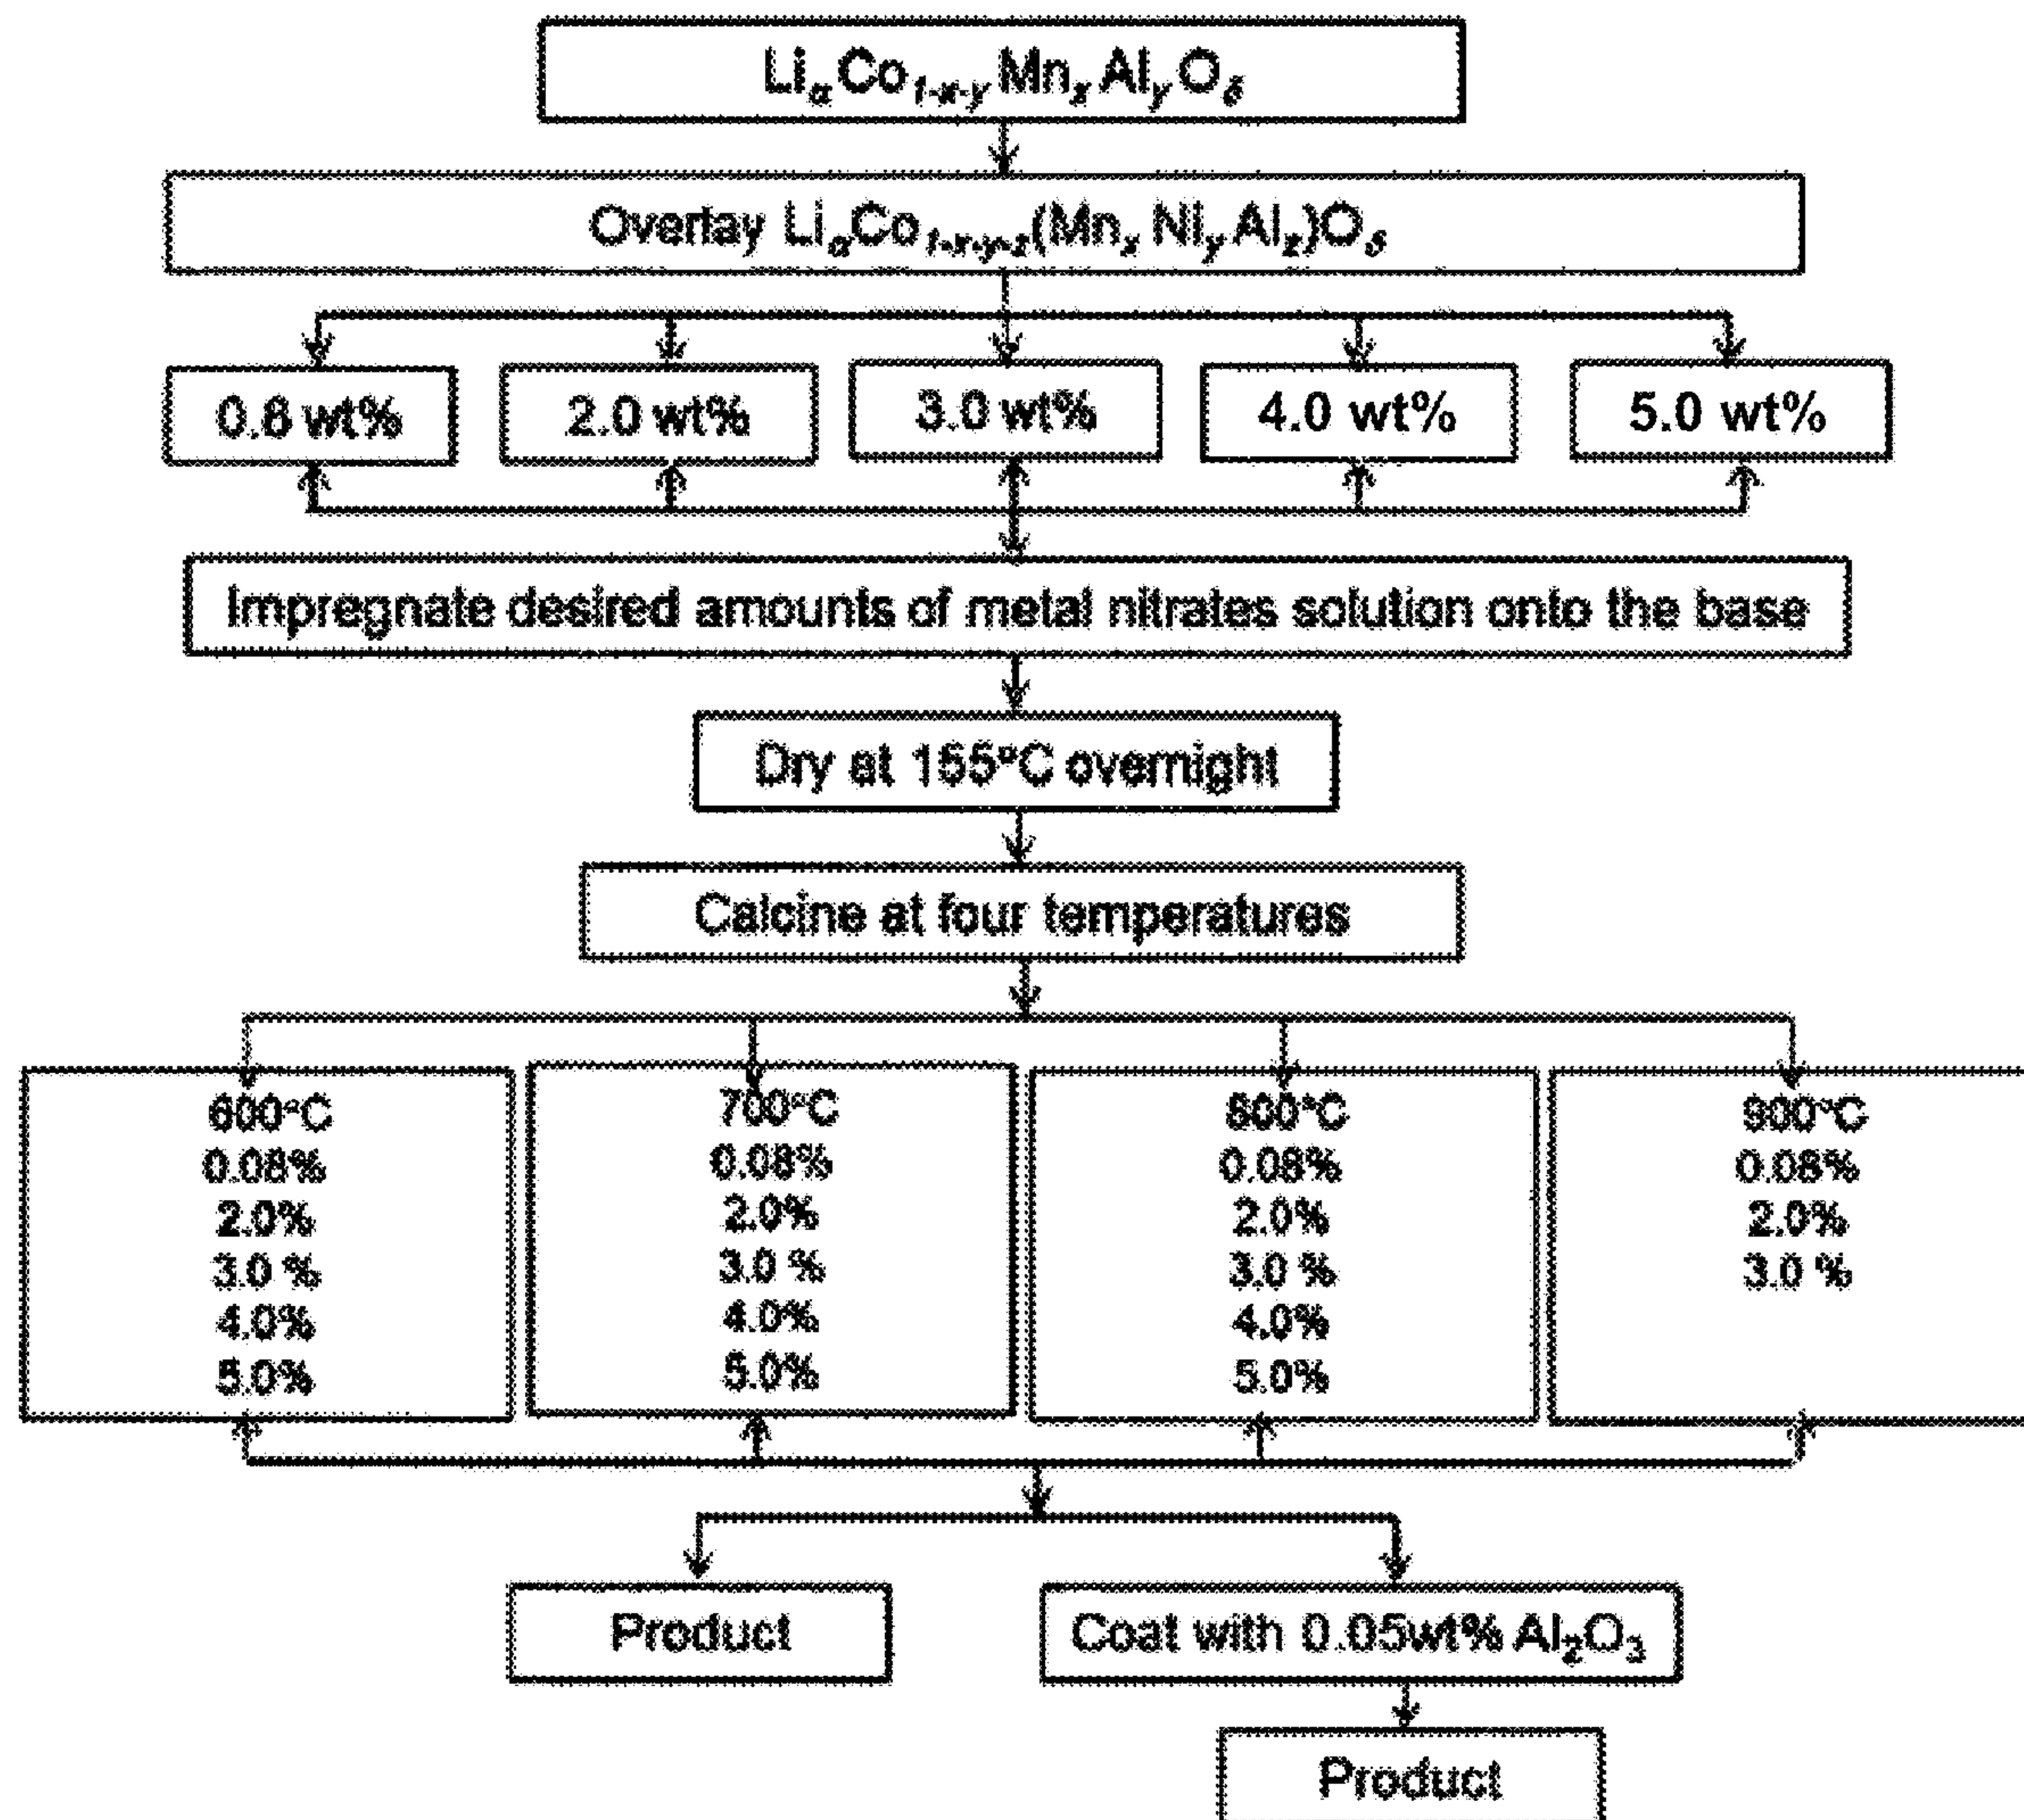 LiαCo1-x-yMnxAlyOδ
Overlay LiαCo1-x-y-z(MnxNiyAlz)Oδ
0.8 wt%
2.0 wt%
3.0 wt%
4.0 wt%
5.0 wt%
Impregnate desired amounts of metal nitrates solution onto the base
Dry at 155°C overnight
Calcine at four temperatures
600°C
0.08%
2.0%
3.0 %
4.0%
5.0%
700°C
0.08%
2.0%
3.0 %
4.0%
5.0%
800°C
0.08%
2.0%
3.0 %
4.0%
5.0%
900°C
0.08%
2.0%
3.0 %
Product
Coat with 0.05wt% Al2O3
Product